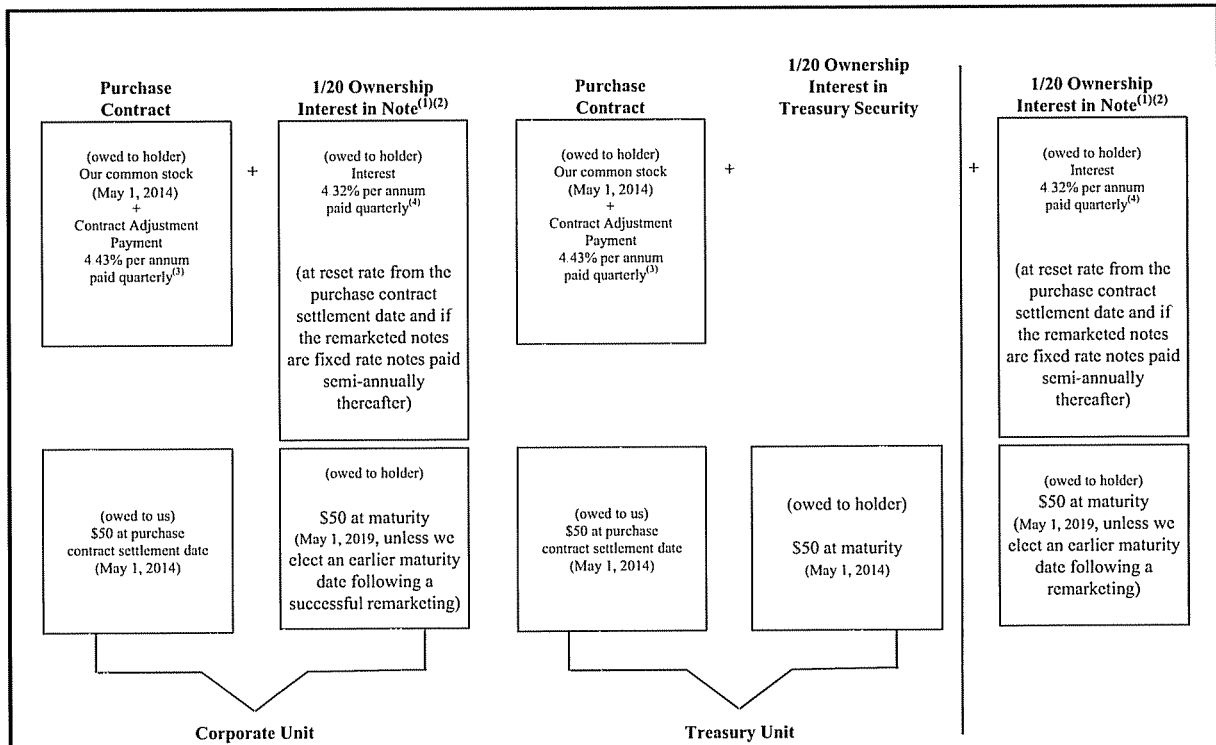 Purchase
Contract
(owed to holder)
Our common stock
(May 1, 2014)
+
Contract Adjustment
Payment
4.43% per annum
paid quarterly(3)
(owed to us)
$50 at purchase
contract settlement date
(May 1, 2014)
+
1/20 Ownership
Interest in Note(1)(2)
(owed to holder)
Interest
4.32% per annum
paid quarterly(4)
(at reset rate from the
purchase contract
settlement date and if
the remarketed notes
are fixed rate notes paid
semi-annually
thereafter)
(owed to holder)
$50 at maturity
(May 1, 2019, unless we
elect an earlier maturity
date following a
successful remarketing)
Corporate Unit
Purchase
Contract
(owed to holder)
Our common stock
(May 1, 2014)
+
Contract Adjustment
Payment
4.43% per annum
paid quarterly(3)
(owed to us)
$50 at purchase
contract settlement date
(May 1, 2014)
+
1/20 Ownership
Interest in
Treasury Security
(owed to holder)
$50 at maturity
(May 1, 2014)
Treasury Unit
+
1/20 Ownership
Interest in Note(1)(2)
(owed to holder)
Interest
4.32% per annum
paid quarterly(4)
(at reset rate from the
purchase contract
settlement date and if
the remarketed notes
are fixed rate notes paid
semi-annually
thereafter)
(owed to holder)
$50 at maturity
(May 1, 2019, unless we
elect an earlier maturity
date following a
remarketing)